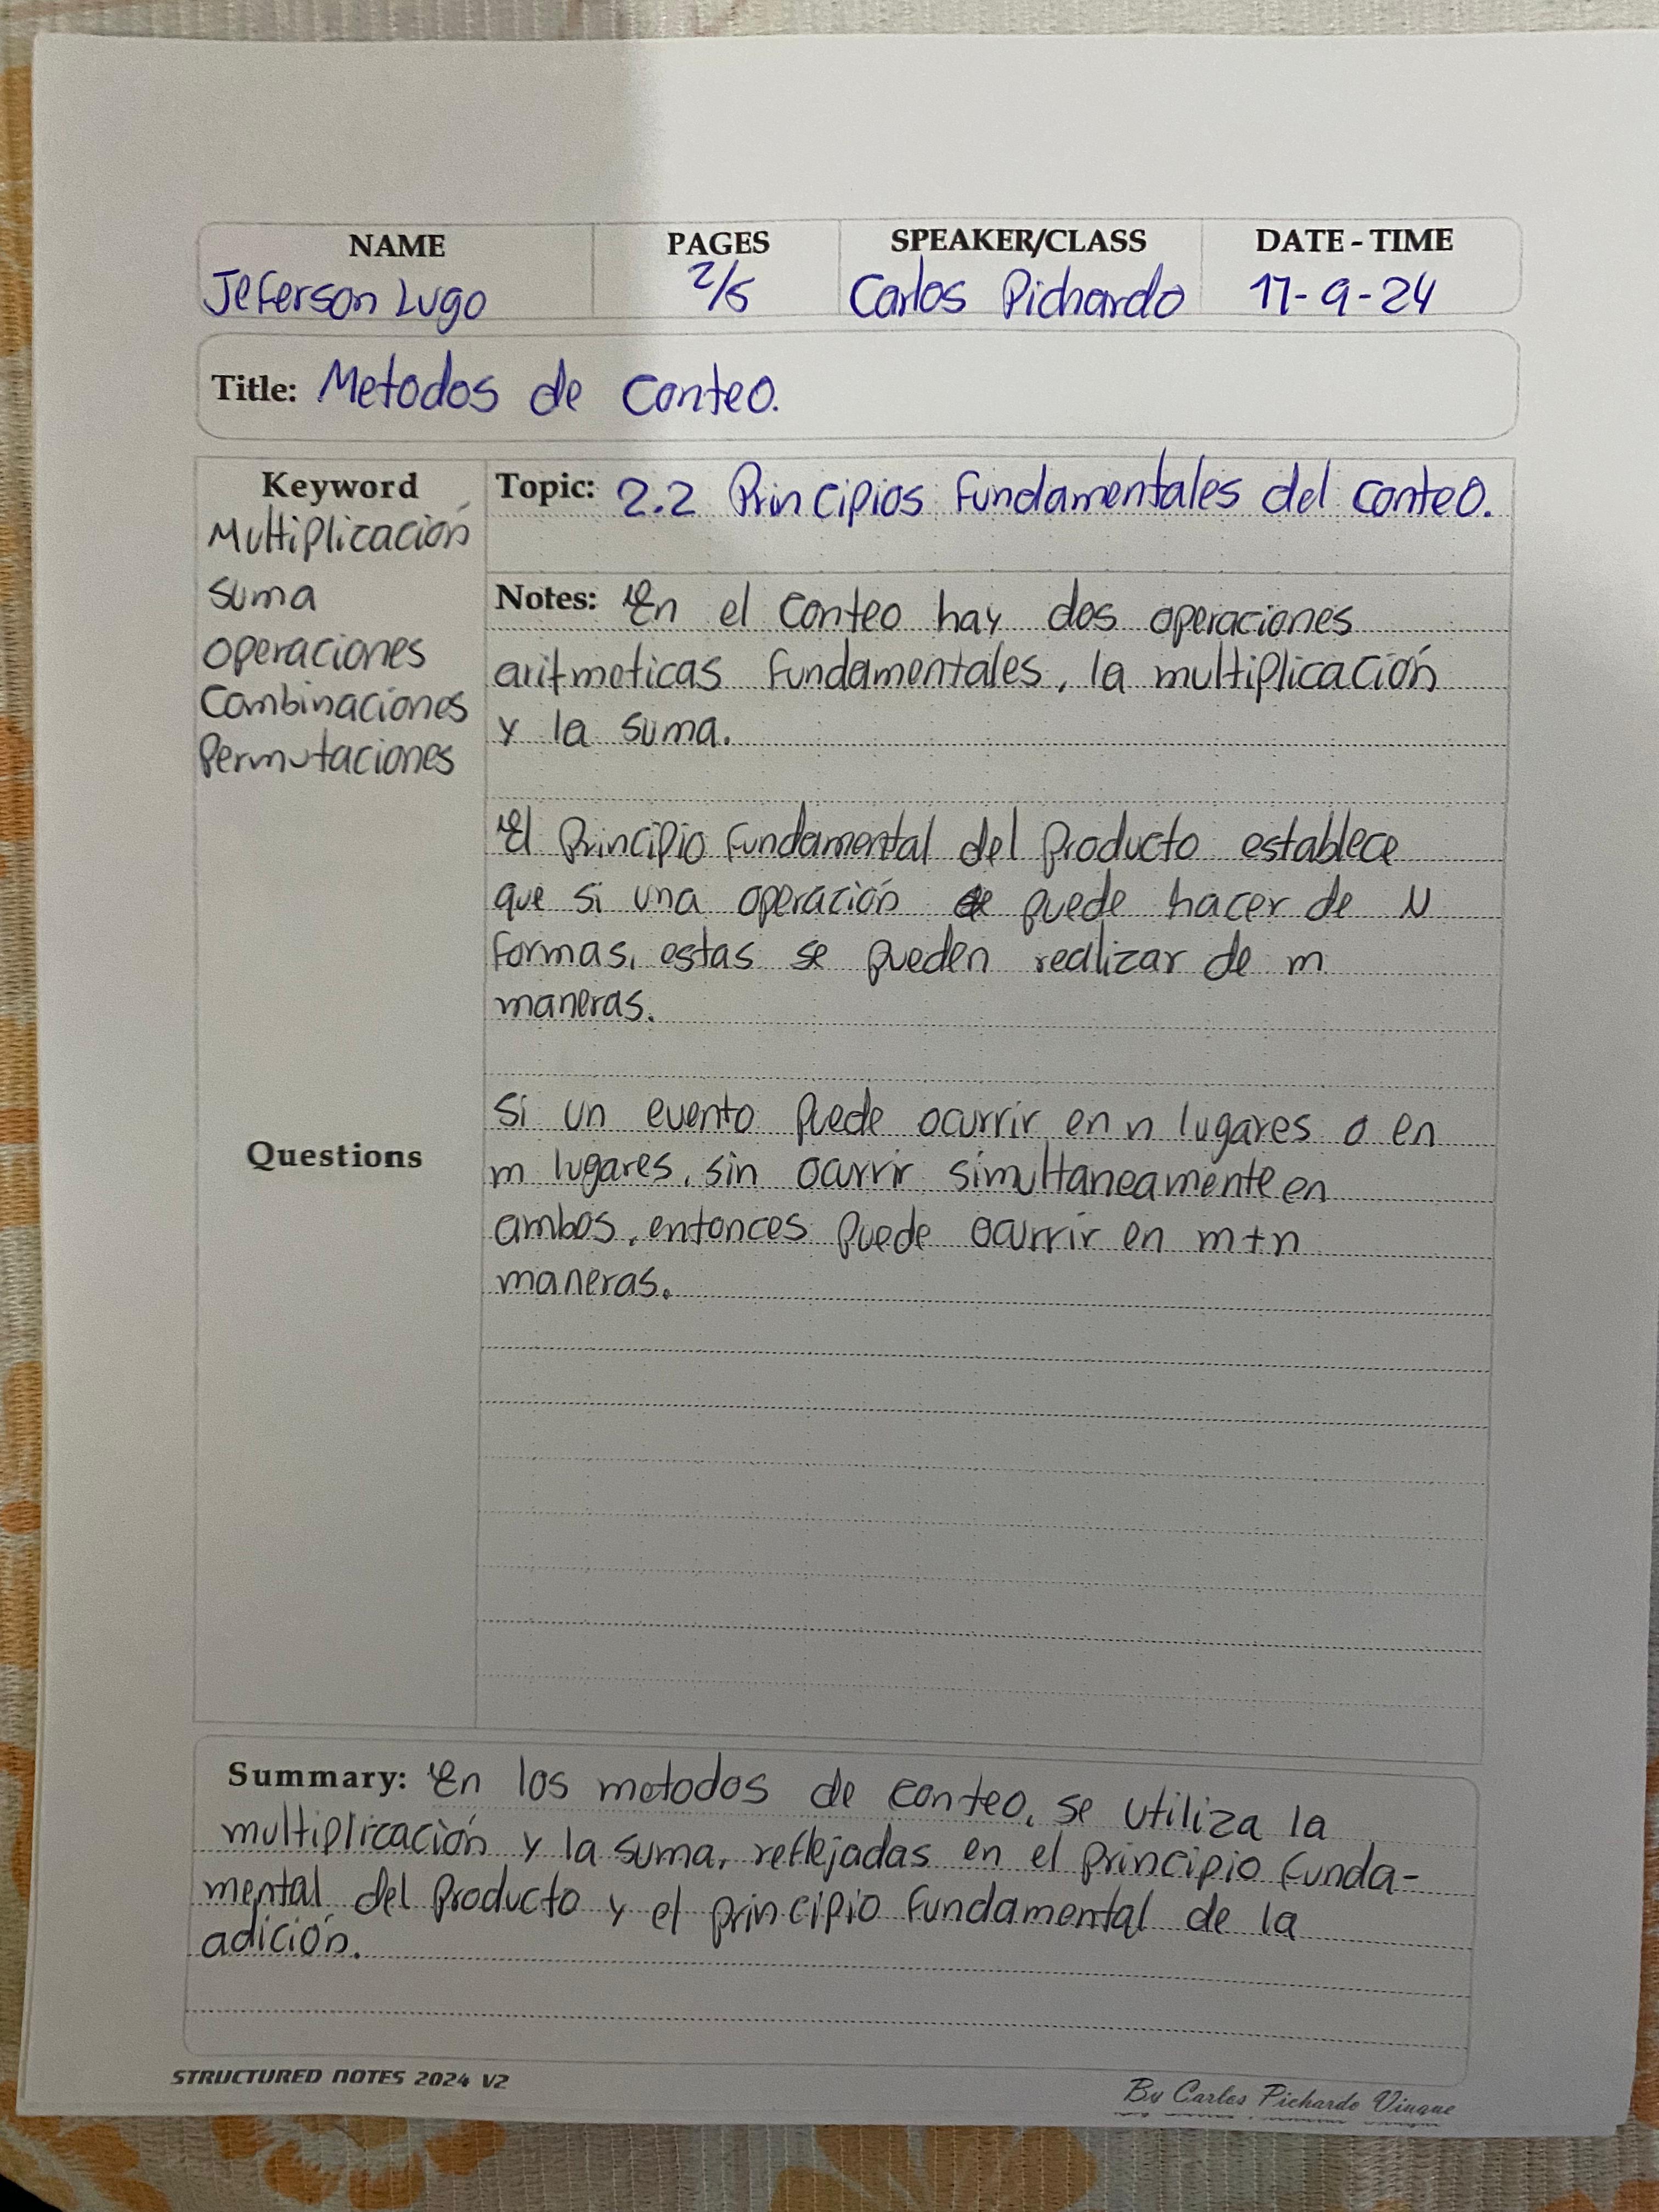 NAME PAGES SPEAKER/CLASS DATE - TIME
Jeferson Lugo 2/5 Carlos Pichardo 17-9-24
Title: Metodos de conteo.
Keyword
Multiplicación
suma
operaciones
Combinaciones
Permutaciones
Topic: 2.2 Principios Fundamentales del conteo.
Notes: En el conteo hay dos operaciones
aritmeticas fundamentales, la multiplicación
y la suma.
El principio fundamental del producto establece
que si una operación se puede hacer de N
formas, estas se pueden realizar de m
maneras.
Si un evento puede ocurrir en n lugares o en
m lugares, sin ocurrir simultaneamente en
ambos, entonces puede ocurrir en m+n
maneras.
Questions
Summary: En los metodos de conteo, se utiliza la
multiplicación y la suma, reflejadas en el principio funda-
mental del producto y el principio fundamental de la
adición.
STRUCTURED NOTES 2024 V2
By Carlos Pichardo Viuque